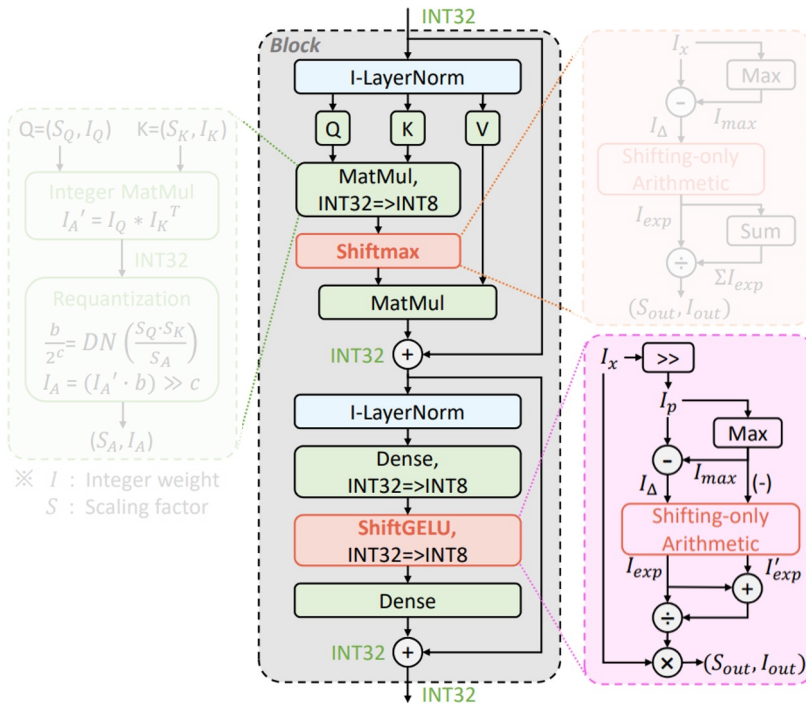 INT32
Block
I-LayerNorm
Q K V
MatMul,
INT32=>INT8
Shiftmax
MatMul
INT32 +
I-LayerNorm
Dense,
INT32=>INT8
ShiftGELU,
INT32=>INT8
Dense
INT32 +
INT32
Q=(S_Q, I_Q) K=(S_K, I_K)
Integer MatMul
I_A' = I_Q * I_K^T
INT32
Requantization
b/2^c = DN (S_Q·S_K / S_A)
I_A = (I_A' · b) ≫ c
(S_A, I_A)
※ I : Integer weight
S : Scaling factor
I_x
Max
-
I_Δ I_max
Shifting-only
Arithmetic
I_exp
Sum
÷
ΣI_exp
(S_out, I_out)
I_x >>
I_p
Max
-
I_Δ I_max (-)
Shifting-only
Arithmetic
I_exp I'_exp
+
÷
× (S_out, I_out)